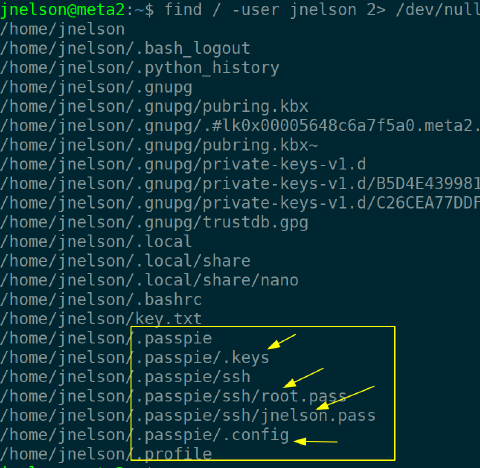 jnelson@meta2:~$ find / -user jnelson 2> /dev/null
/home/jnelson
/home/jnelson/.bash_logout
/home/jnelson/.python_history
/home/jnelson/.gnupg
/home/jnelson/.gnupg/pubring.kbx
/home/jnelson/.gnupg/.#lk0x00005648c6a7f5a0.meta2.
/home/jnelson/.gnupg/pubring.kbx~
/home/jnelson/.gnupg/private-keys-v1.d
/home/jnelson/.gnupg/private-keys-v1.d/B5D4E439981
/home/jnelson/.gnupg/private-keys-v1.d/C26CEA77DDF
/home/jnelson/.gnupg/trustdb.gpg
/home/jnelson/.local
/home/jnelson/.local/share
/home/jnelson/.local/share/nano
/home/jnelson/.bashrc
/home/jnelson/key.txt
/home/jnelson/.passpie
/home/jnelson/.passpie/.keys
/home/jnelson/.passpie/ssh
/home/jnelson/.passpie/ssh/root.pass
/home/jnelson/.passpie/ssh/jnelson.pass
/home/jnelson/.passpie/.config
/home/jnelson/.profile